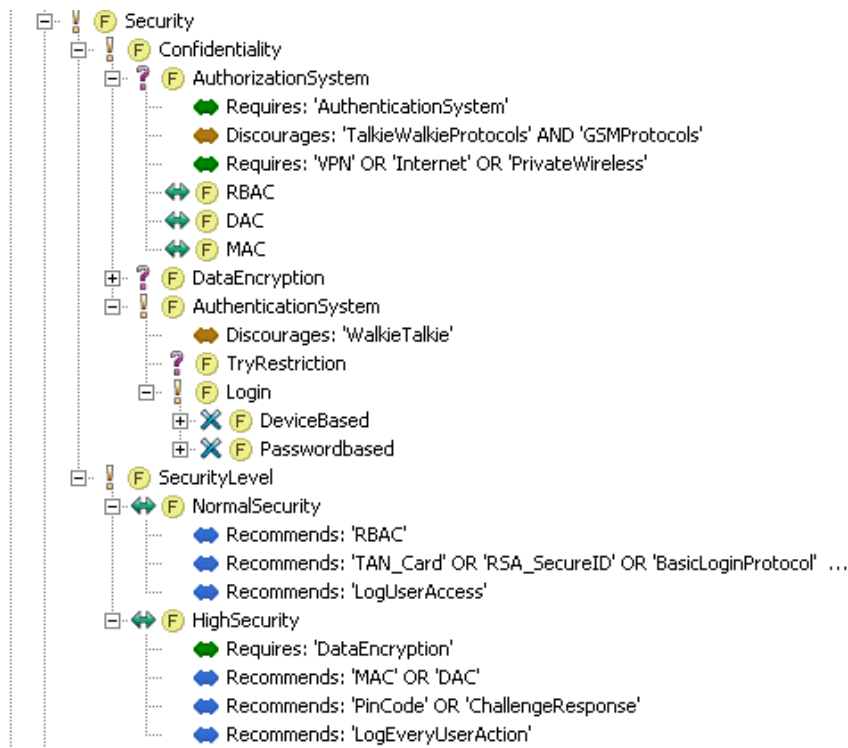 F Security
F Confidentiality
F AuthorizationSystem
Requires: 'AuthenticationSystem'
Discourages: 'TalkieWalkieProtocols' AND 'GSMProtocols'
Requires: 'VPN' OR 'Internet' OR 'PrivateWireless'
F RBAC
F DAC
F MAC
F DataEncryption
F AuthenticationSystem
Discourages: 'WalkieTalkie'
F TryRestriction
F Login
F DeviceBased
F Passwordbased
F SecurityLevel
F NormalSecurity
Recommends: 'RBAC'
Recommends: 'TAN_Card' OR 'RSA_SecureID' OR 'BasicLoginProtocol' ...
Recommends: 'LogUserAccess'
F HighSecurity
Requires: 'DataEncryption'
Recommends: 'MAC' OR 'DAC'
Recommends: 'PinCode' OR 'ChallengeResponse'
Recommends: 'LogEveryUserAction'